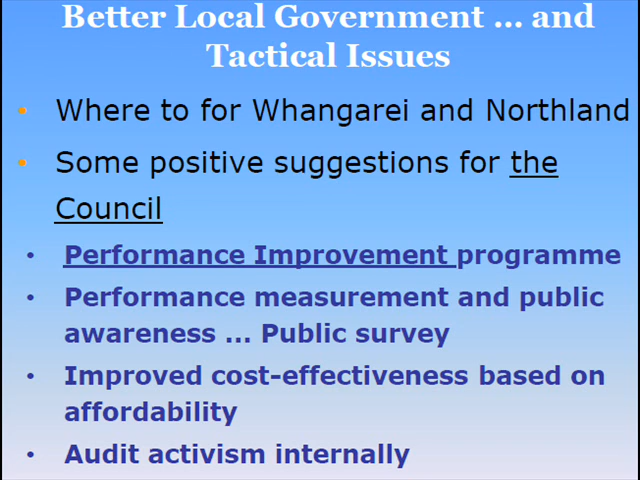 Better Local Government ... and
Tactical Issues
• Where to for Whangarei and Northland
• Some positive suggestions for the
Council
• Performance Improvement programme
• Performance measurement and public
awareness ... Public survey
• Improved cost-effectiveness based on
affordability
• Audit activism internally